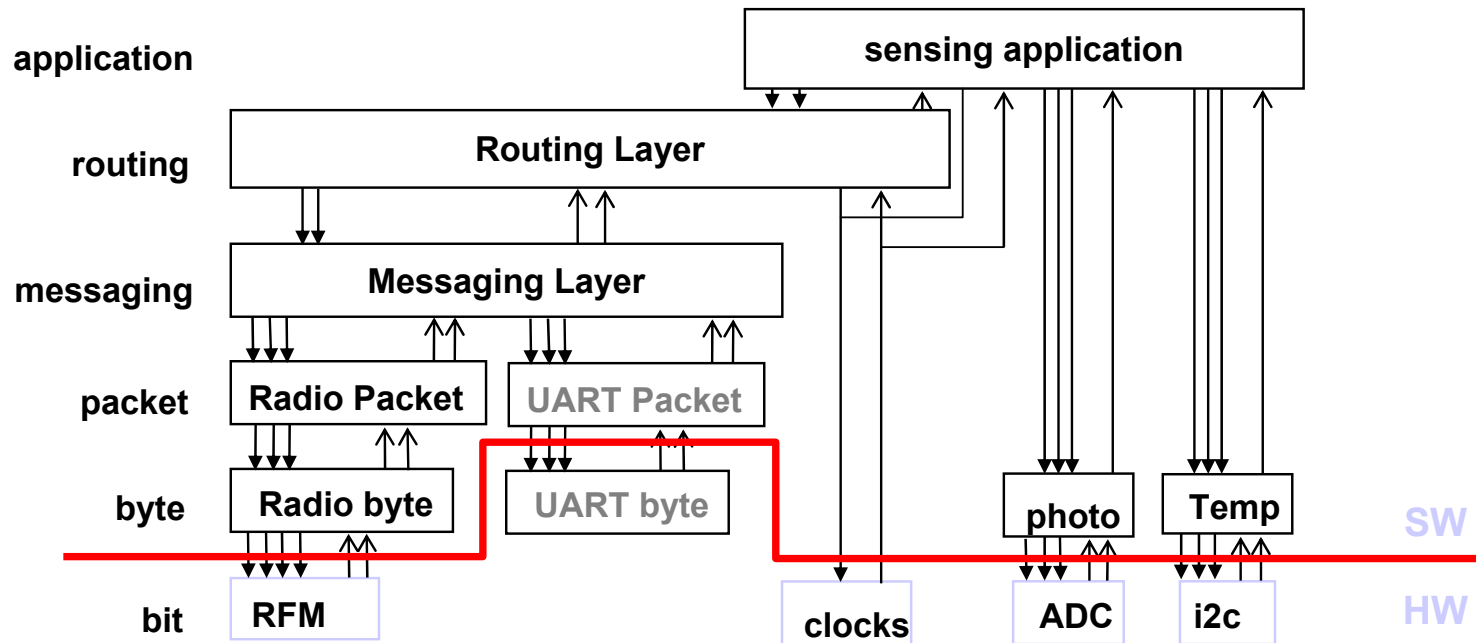 application
sensing application
routing
Routing Layer
messaging
Messaging Layer
packet
Radio Packet
UART Packet
byte
Radio byte
UART byte
photo
Temp
SW
bit
RFM
clocks
ADC
i2c
HW